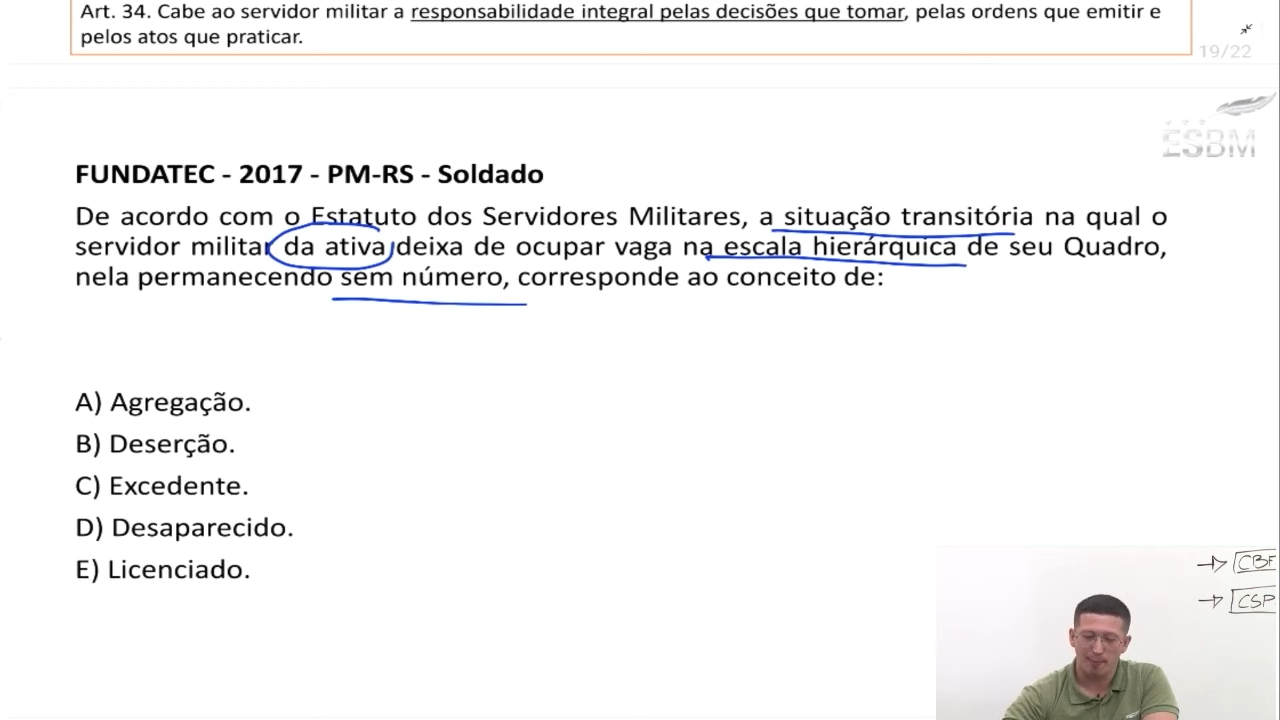 Art. 34. Cabe ao servidor militar a responsabilidade integral pelas decisões que tomar, pelas ordens que emitir e
pelos atos que praticar.
19/22
ESBM
FUNDATEC - 2017 - PM-RS - Soldado
De acordo com o Estatuto dos Servidores Militares, a situação transitória na qual o
servidor militar da ativa deixa de ocupar vaga na escala hierárquica de seu Quadro,
nela permanecendo sem número, corresponde ao conceito de:
A) Agregação.
B) Deserção.
C) Excedente.
D) Desaparecido.
E) Licenciado.
CBF
CSP